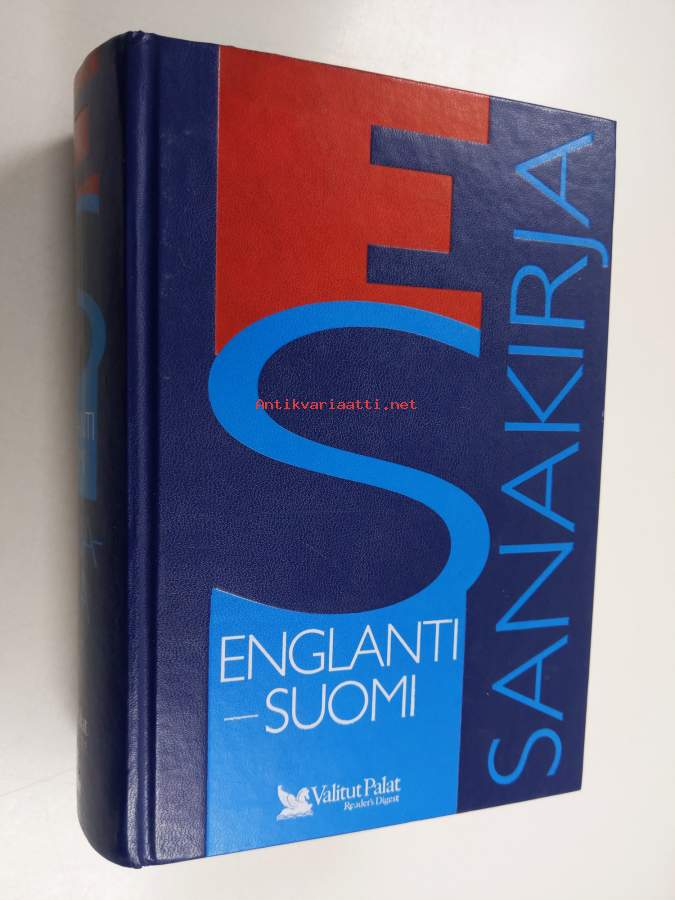 E
S
SANAKIRJA
ENGLANTI
–SUOMI
Valitut Palat
Reader's Digest
Antikvariaatti.net